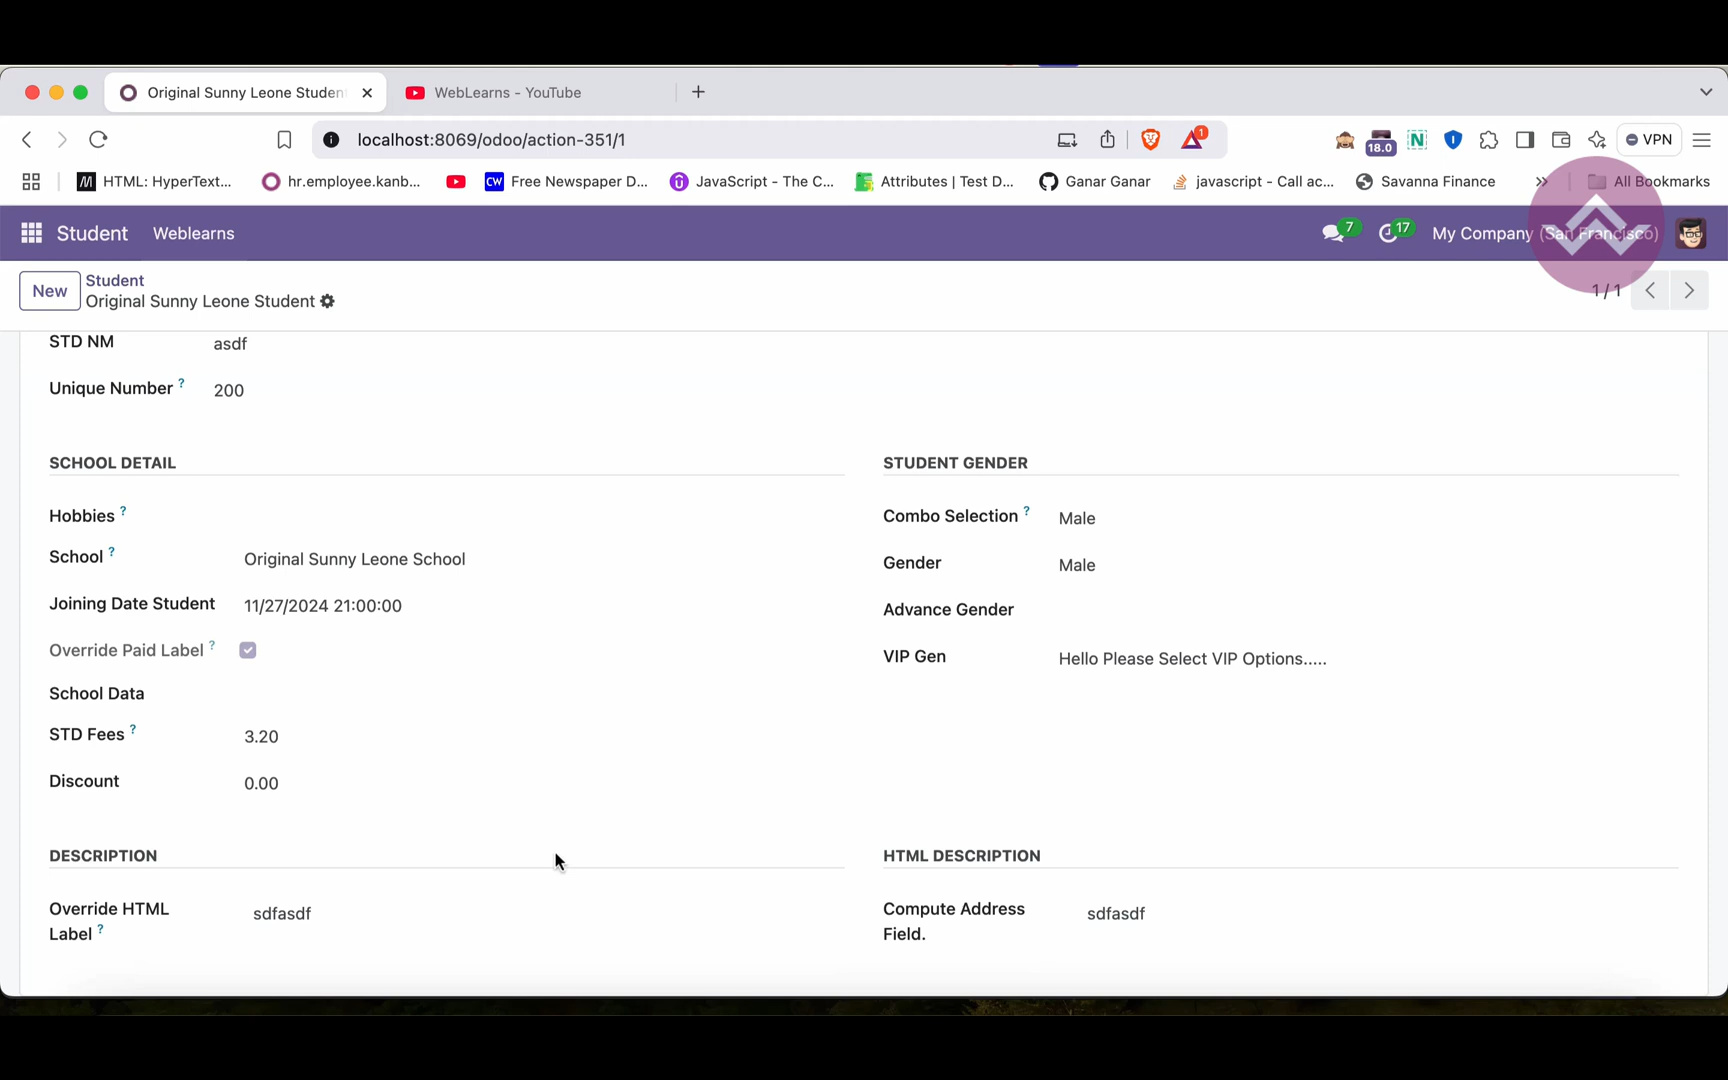 Original Sunny Leone Studen
WebLearns - YouTube
localhost:8069/odoo/action-351/1
1
18.0
N
VPN
HTML: HyperText...
hr.employee.kanb...
CW Free Newspaper D...
JavaScript - The C...
Attributes | Test D...
Ganar Ganar
javascript - Call ac...
Savanna Finance
All Bookmarks
Student
Weblearns
7
17
My Company (San Francisco)
New
Student
Original Sunny Leone Student
1 / 1
STD NM
asdf
Unique Number ?
200
SCHOOL DETAIL
Hobbies ?
School ?
Original Sunny Leone School
Joining Date Student
11/27/2024 21:00:00
Override Paid Label ?
School Data
STD Fees ?
3.20
Discount
0.00
STUDENT GENDER
Combo Selection ?
Male
Gender
Male
Advance Gender
VIP Gen
Hello Please Select VIP Options.....
DESCRIPTION
Override HTML
Label ?
sdfasdf
HTML DESCRIPTION
Compute Address
Field.
sdfasdf